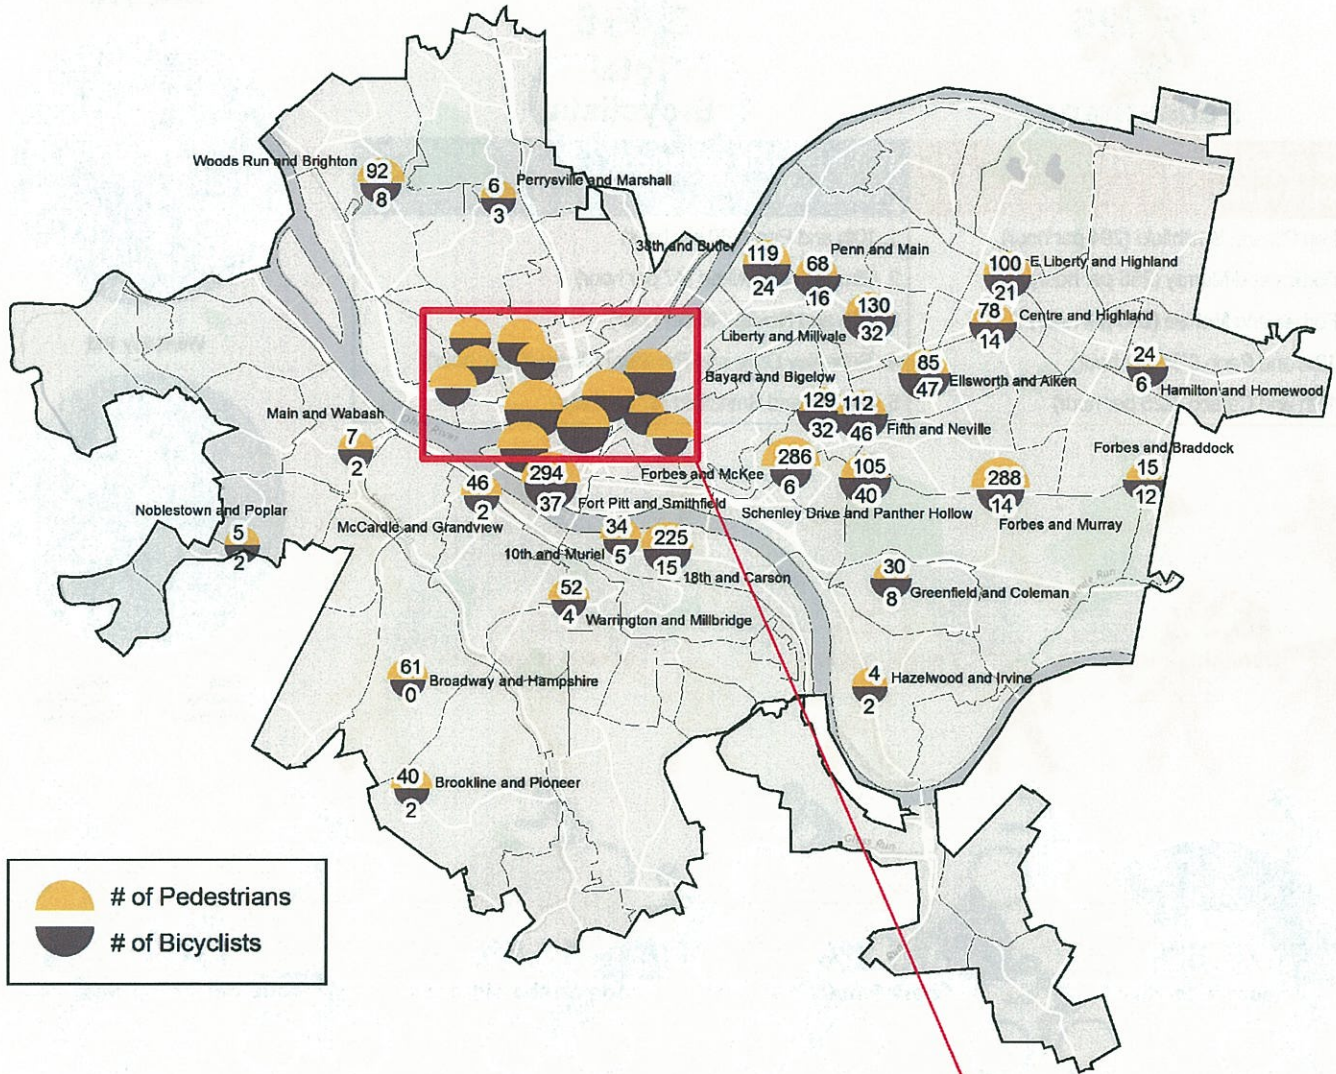 Woods Run and Brighton
92
8
6
3
Perrysville and Marshall
38th and Butler
119
24
Penn and Main
68
16
100
21
E Liberty and Highland
130
32
Liberty and Millvale
78
14
Centre and Highland
85
47
Ellsworth and Aiken
24
6
Hamilton and Homewood
Bayard and Bigelow
129
32
112
46
Fifth and Neville
Main and Wabash
7
2
Forbes and McKee
286
6
105
40
Schenley Drive and Panther Hollow
288
14
Forbes and Murray
Forbes and Braddock
15
12
294
37
Fort Pitt and Smithfield
46
2
McCardle and Grandview
Noblestown and Poplar
5
2
34
5
10th and Muriel
225
15
18th and Carson
52
4
Warrington and Millbridge
30
8
Greenfield and Coleman
61
0
Broadway and Hampshire
4
2
Hazelwood and Irvine
40
2
Brookline and Pioneer
# of Pedestrians
# of Bicyclists